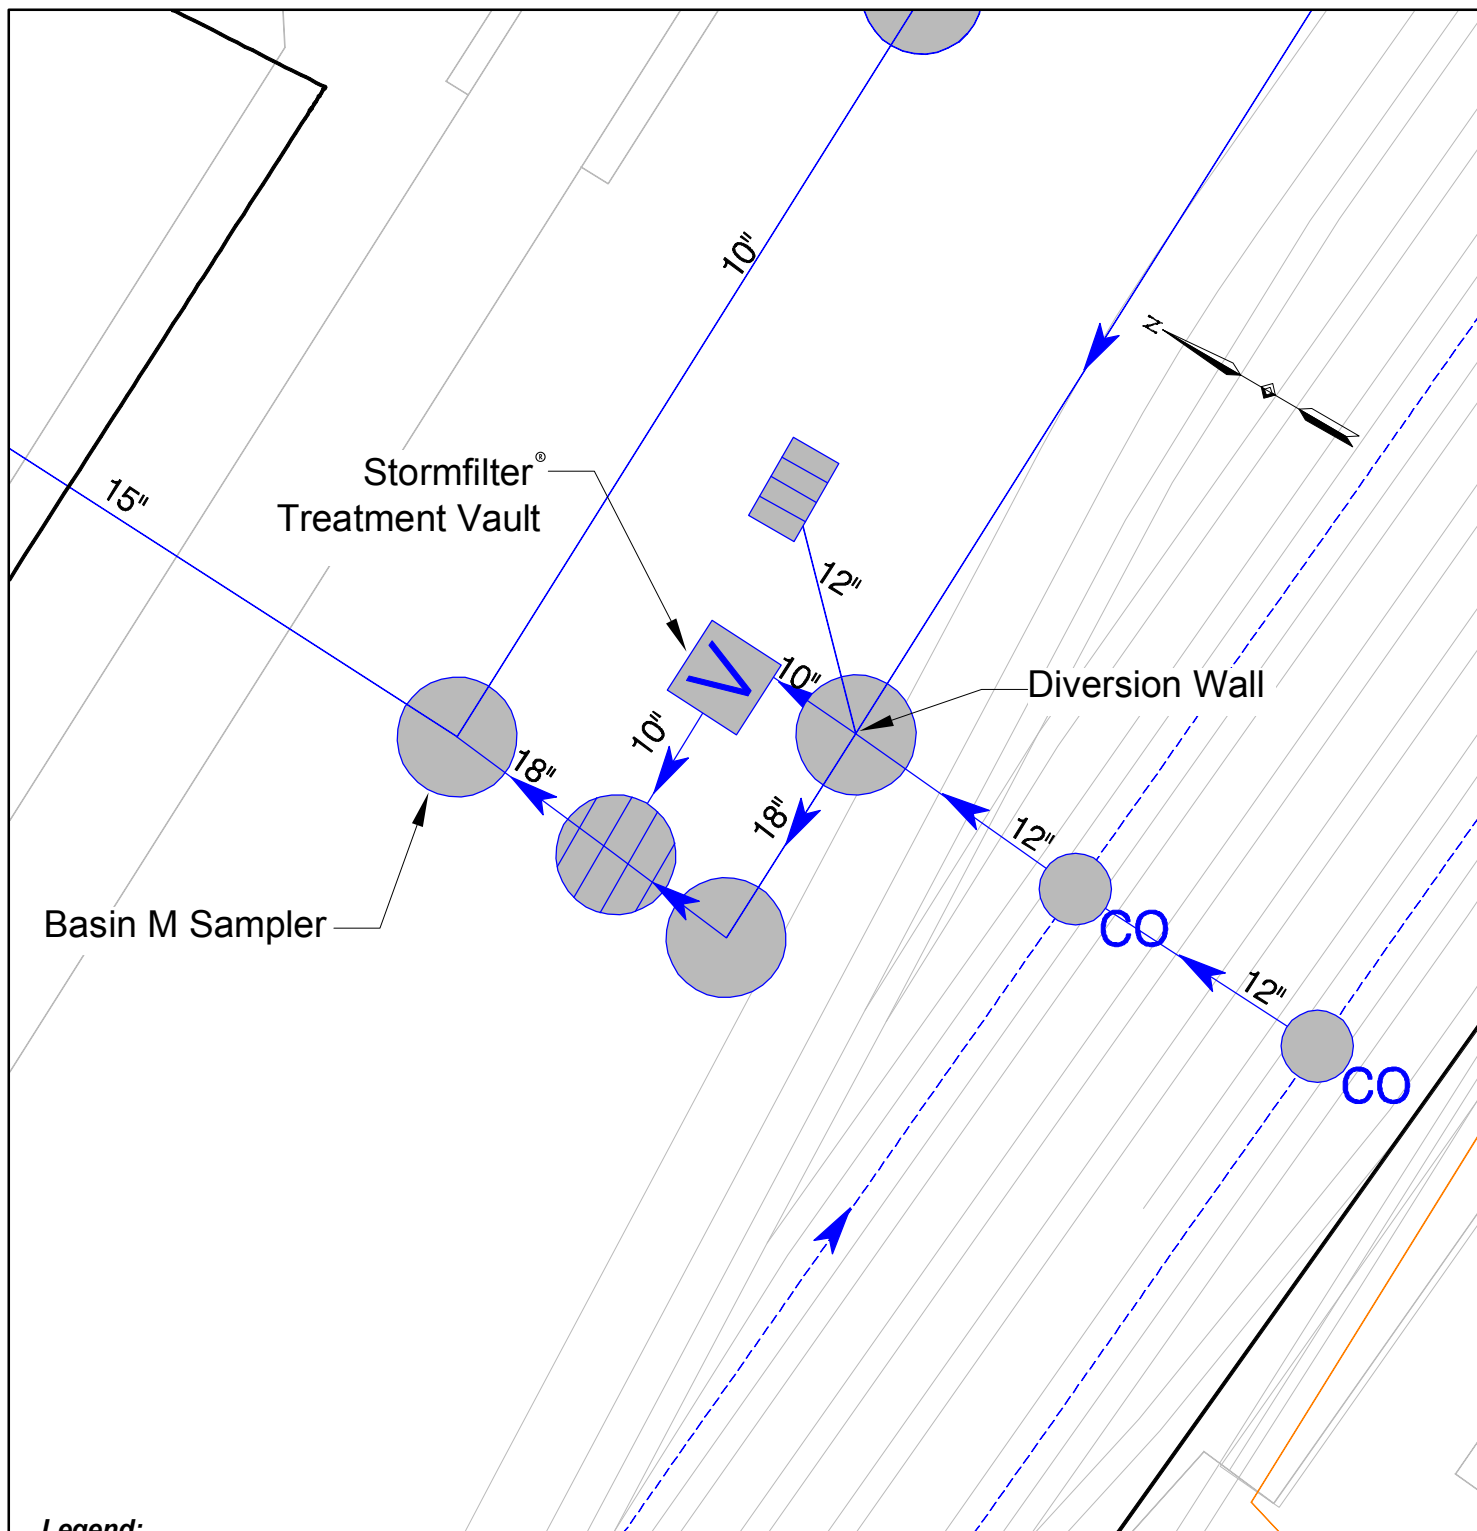 10"
N
Stormfilter®
Treatment Vault
15"
12"
V
10"
Diversion Wall
10"
18"
18"
12"
CO
Basin M Sampler
12"
CO
Legend: